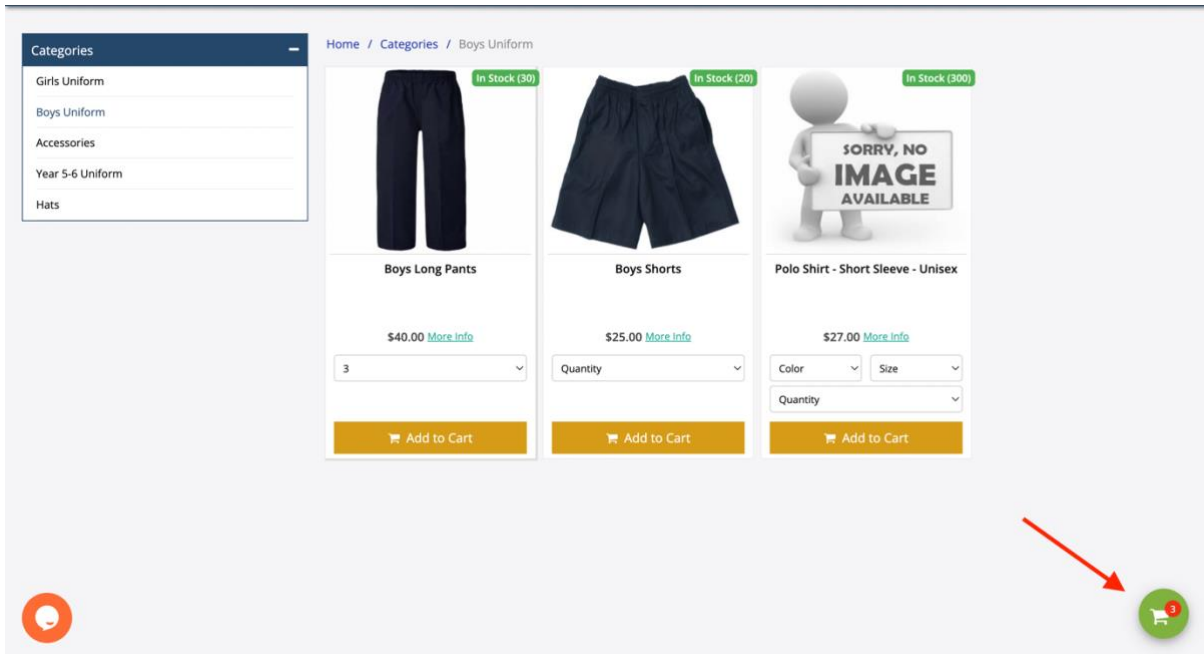 Categories
Girls Uniform
Boys Uniform
Accessories
Year 5-6 Uniform
Hats
Home / Categories / Boys Uniform
In Stock (30)
Boys Long Pants
$40.00 More Info
3
Add to Cart
In Stock (20)
Boys Shorts
$25.00 More Info
Quantity
Add to Cart
In Stock (300)
SORRY, NO
IMAGE
AVAILABLE
Polo Shirt - Short Sleeve - Unisex
$27.00 More Info
Color Size
Quantity
Add to Cart
3